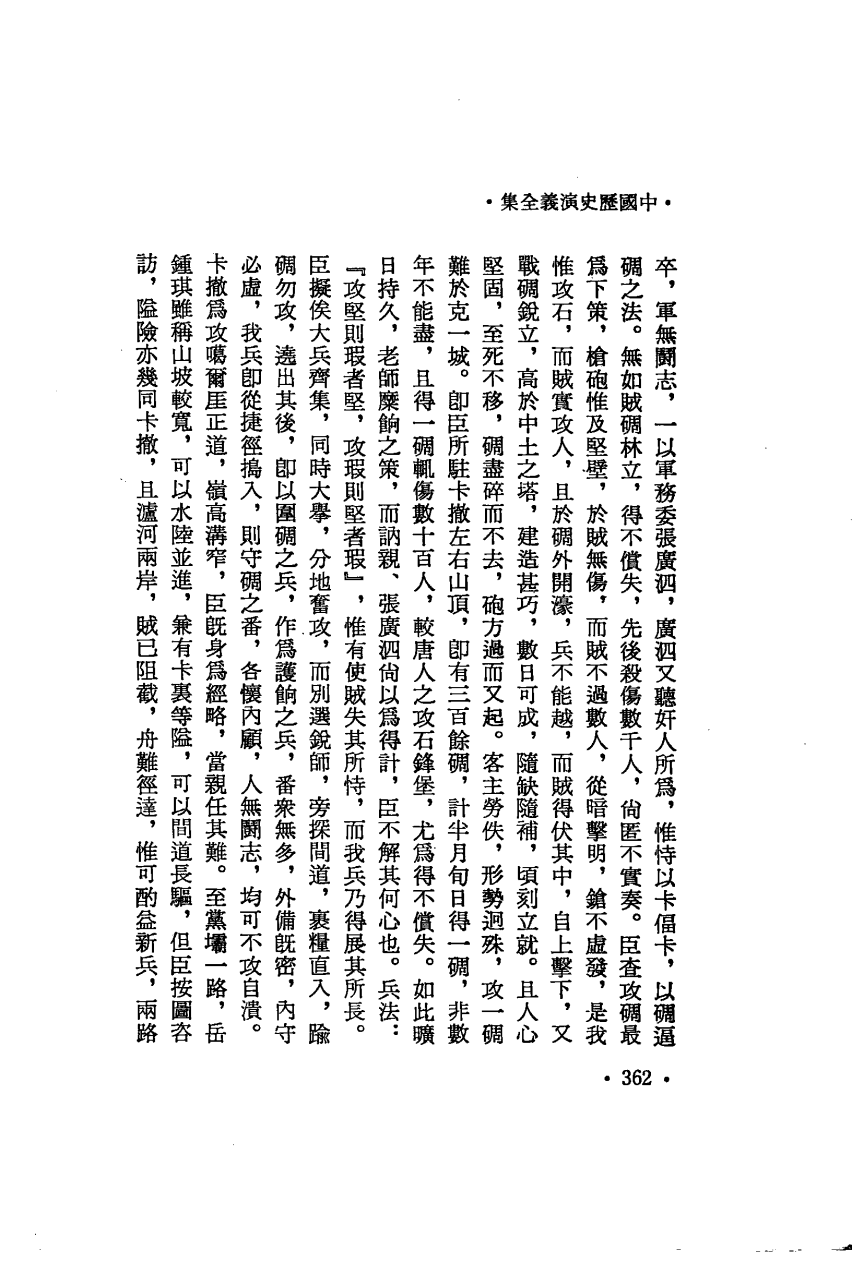 •中國歷史演義全集•
卒，軍無鬭志，一以軍務委張廣泗，廣泗又聽奸人所爲，惟恃以卡偪卡，以碉逼
碉之法。無如賊碉林立，得不償失，先後殺傷數千人，尙匿不實奏。臣查攻碉最
爲下策，槍砲惟及堅壁，於賊無傷，而賊不過數人，從暗擊明，鎗不虛發，是我
惟攻石，而賊實攻人，且於碉外開濠，兵不能越，而賊得伏其中，自上擊下，又
戰碉銳立，高於中土之塔，建造甚巧，數日可成，隨缺隨補，頃刻立就。且人心
堅固，至死不移，碉盡碎而不去，砲方過而又起。客主勞佚，形勢迥殊，攻一碉
難於克一城。卽臣所駐卡撤左右山頂，卽有三百餘碉，計半月旬日得一碉，非數
年不能盡，且得一碉輒傷數十百人，較唐人之攻石鋒堡，尤爲得不償失。如此曠
日持久，老師糜餉之策，而訥親、張廣泗尙以爲得計，臣不解其何心也。兵法：
『攻堅則瑕者堅，攻瑕則堅者瑕』，惟有使賊失其所恃，而我兵乃得展其所長。
臣擬俟大兵齊集，同時大擧，分地奮攻，而別選銳師，旁探間道，裹糧直入，踰
碉勿攻，遶出其後，卽以圍碉之兵，作爲護餉之兵，番衆無多，外備旣密，內守
必虛，我兵卽從捷徑搗入，則守碉之番，各懷內顧，人無鬭志，均可不攻自潰。
卡撤爲攻噶爾厓正道，嶺高溝窄，臣旣身爲經略，當親任其難。至黨壩一路，岳
鍾琪雖稱山坡較寬，可以水陸並進，兼有卡裏等隘，可以間道長驅，但臣按圖咨
訪，隘險亦幾同卡撤，且瀘河兩岸，賊已阻截，舟難徑達，惟可酌益新兵，兩路
•362•